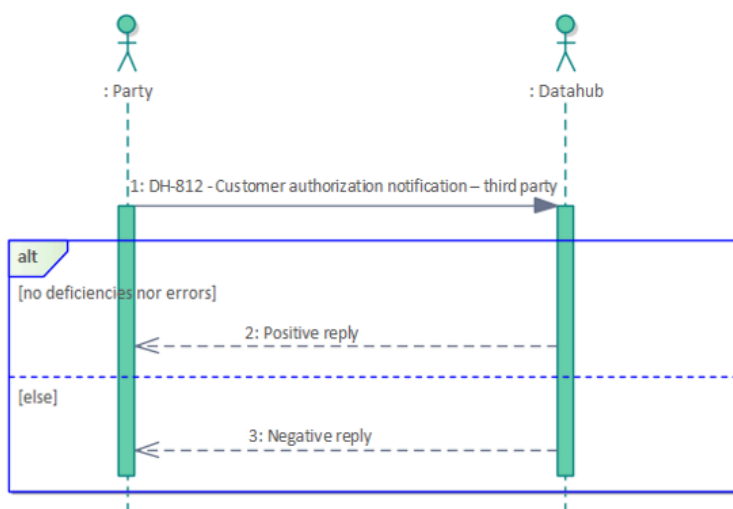 : Party
: Datahub
1: DH-812 - Customer authorization notification – third party
alt
[no deficiencies nor errors]
2: Positive reply
[else]
3: Negative reply